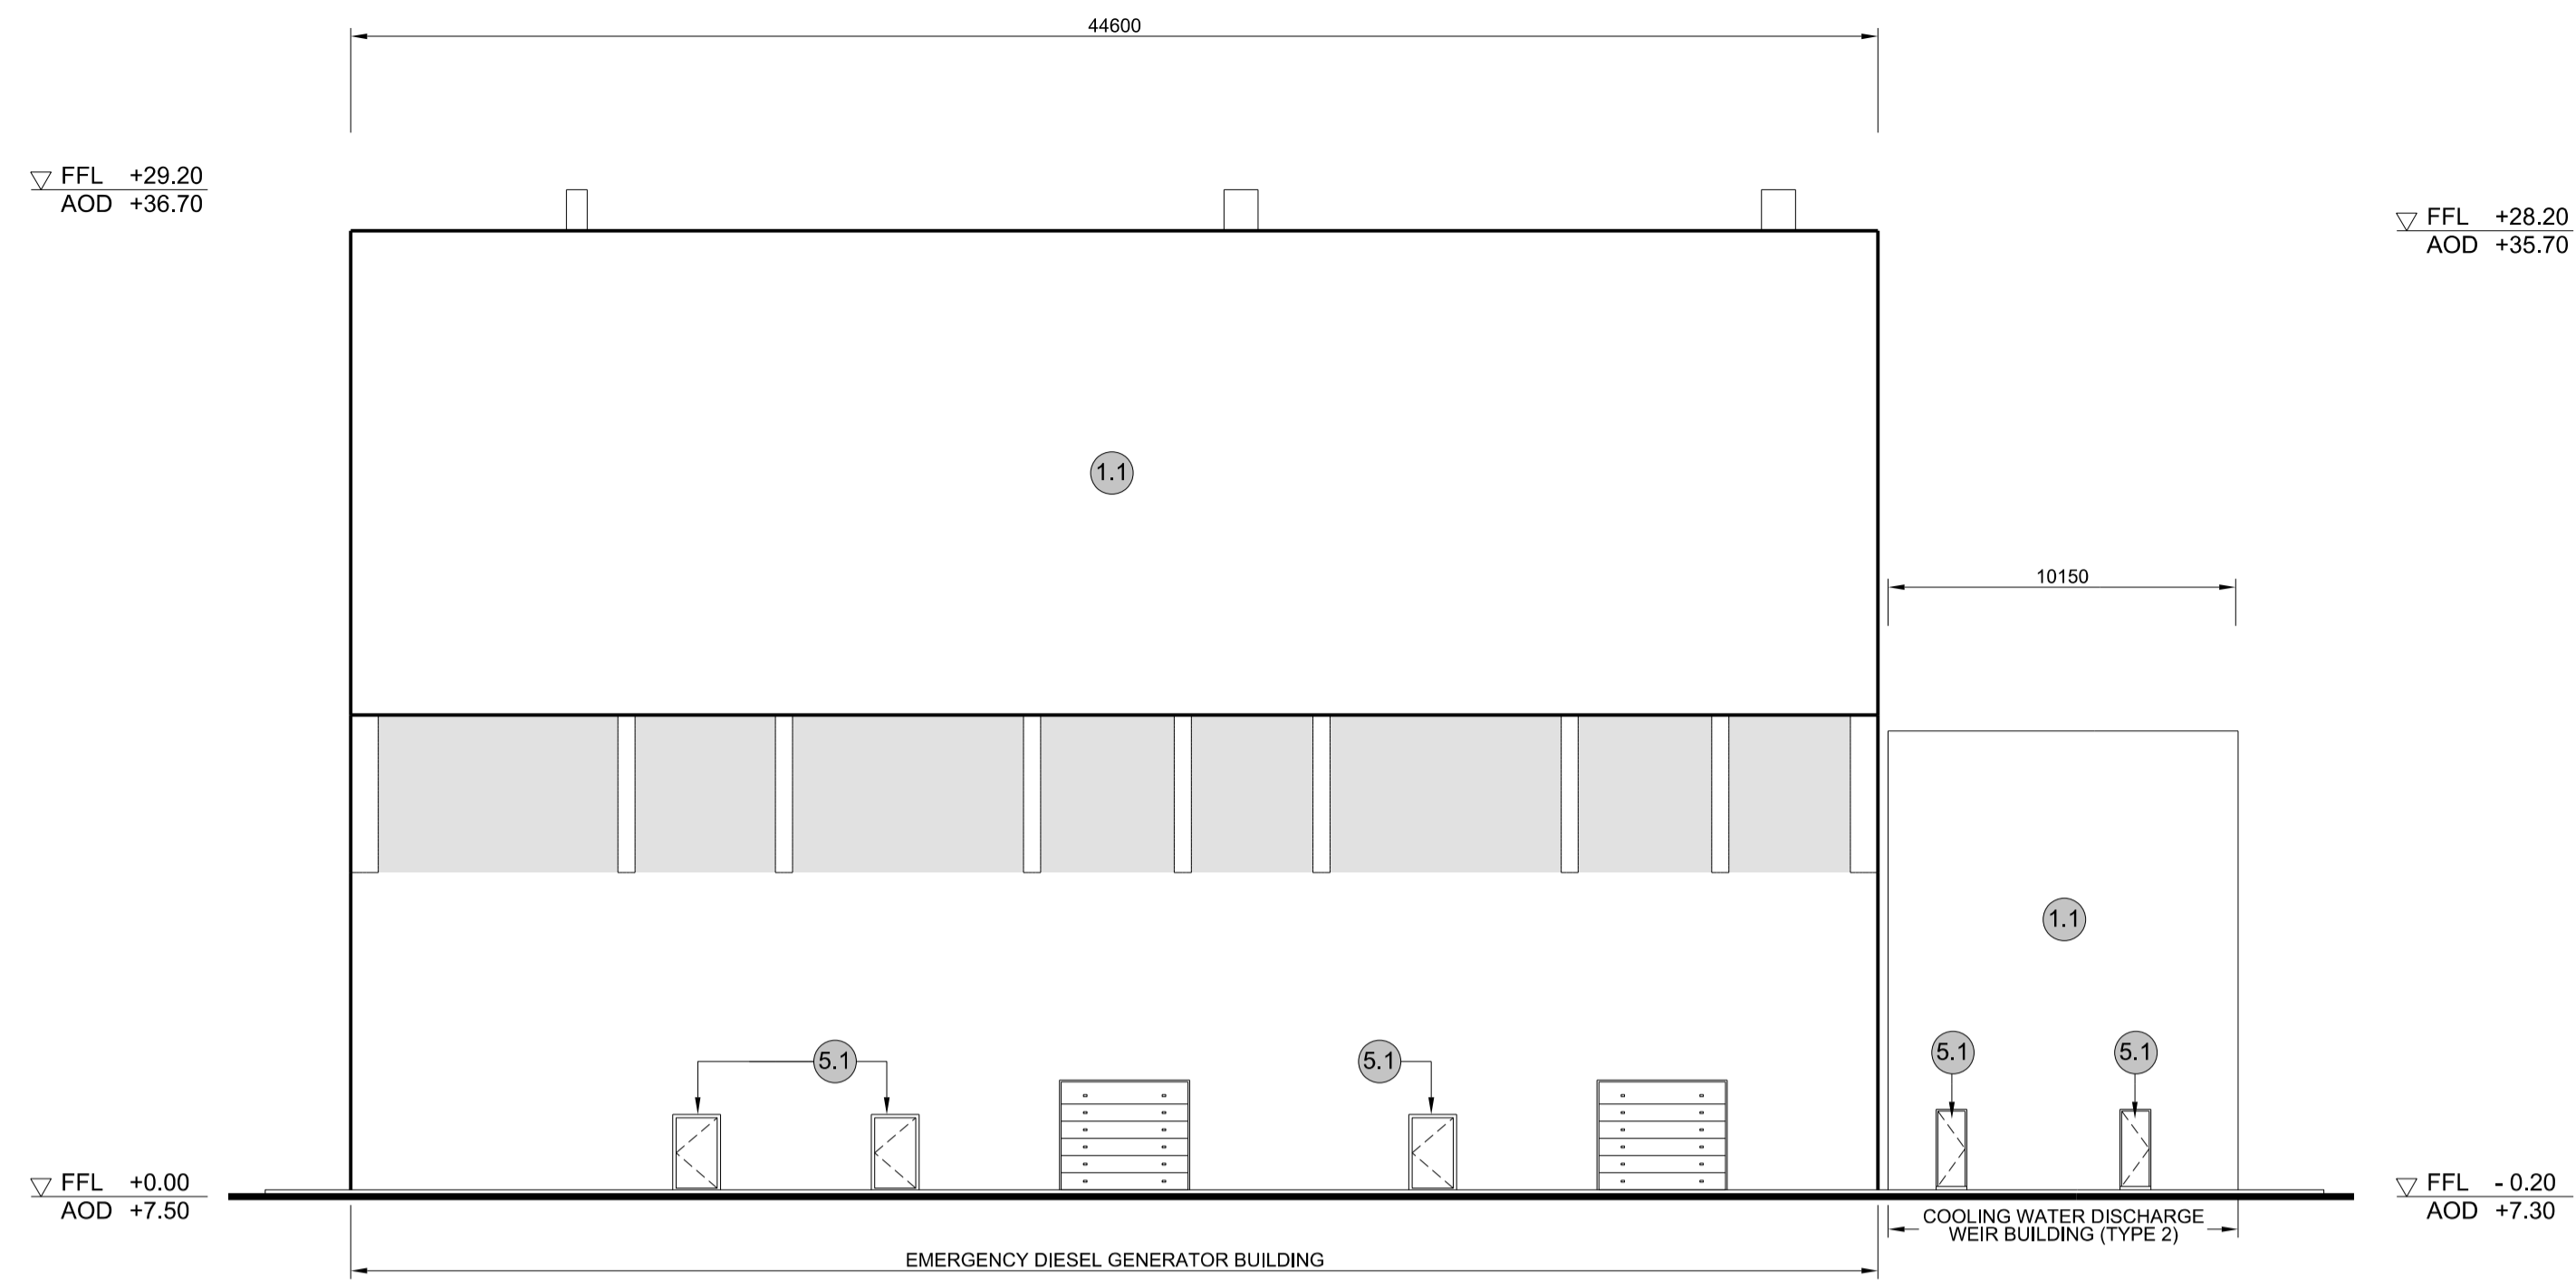 44600
FFL +29.20
AOD +36.70
FFL +28.20
AOD +35.70
1.1
10150
1.1
5.1
5.1
5.1
5.1
FFL +0.00
AOD +7.50
FFL - 0.20
AOD +7.30
COOLING WATER DISCHARGE
WEIR BUILDING (TYPE 2)
EMERGENCY DIESEL GENERATOR BUILDING